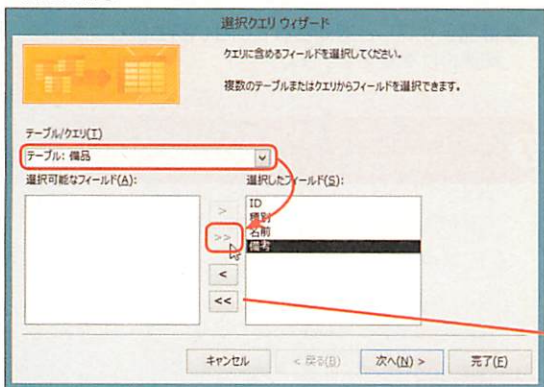 選択クエリ ウィザード
クエリに含めるフィールドを選択してください。
複数のテーブルまたはクエリからフィールドを選択できます。
テーブル/クエリ(T)
テーブル: 備品
選択可能なフィールド(A):
選択したフィールド(S):
>
>>
<
<<
ID
種別
名前
備考
キャンセル
< 戻る(B)
次へ(N) >
完了(F)